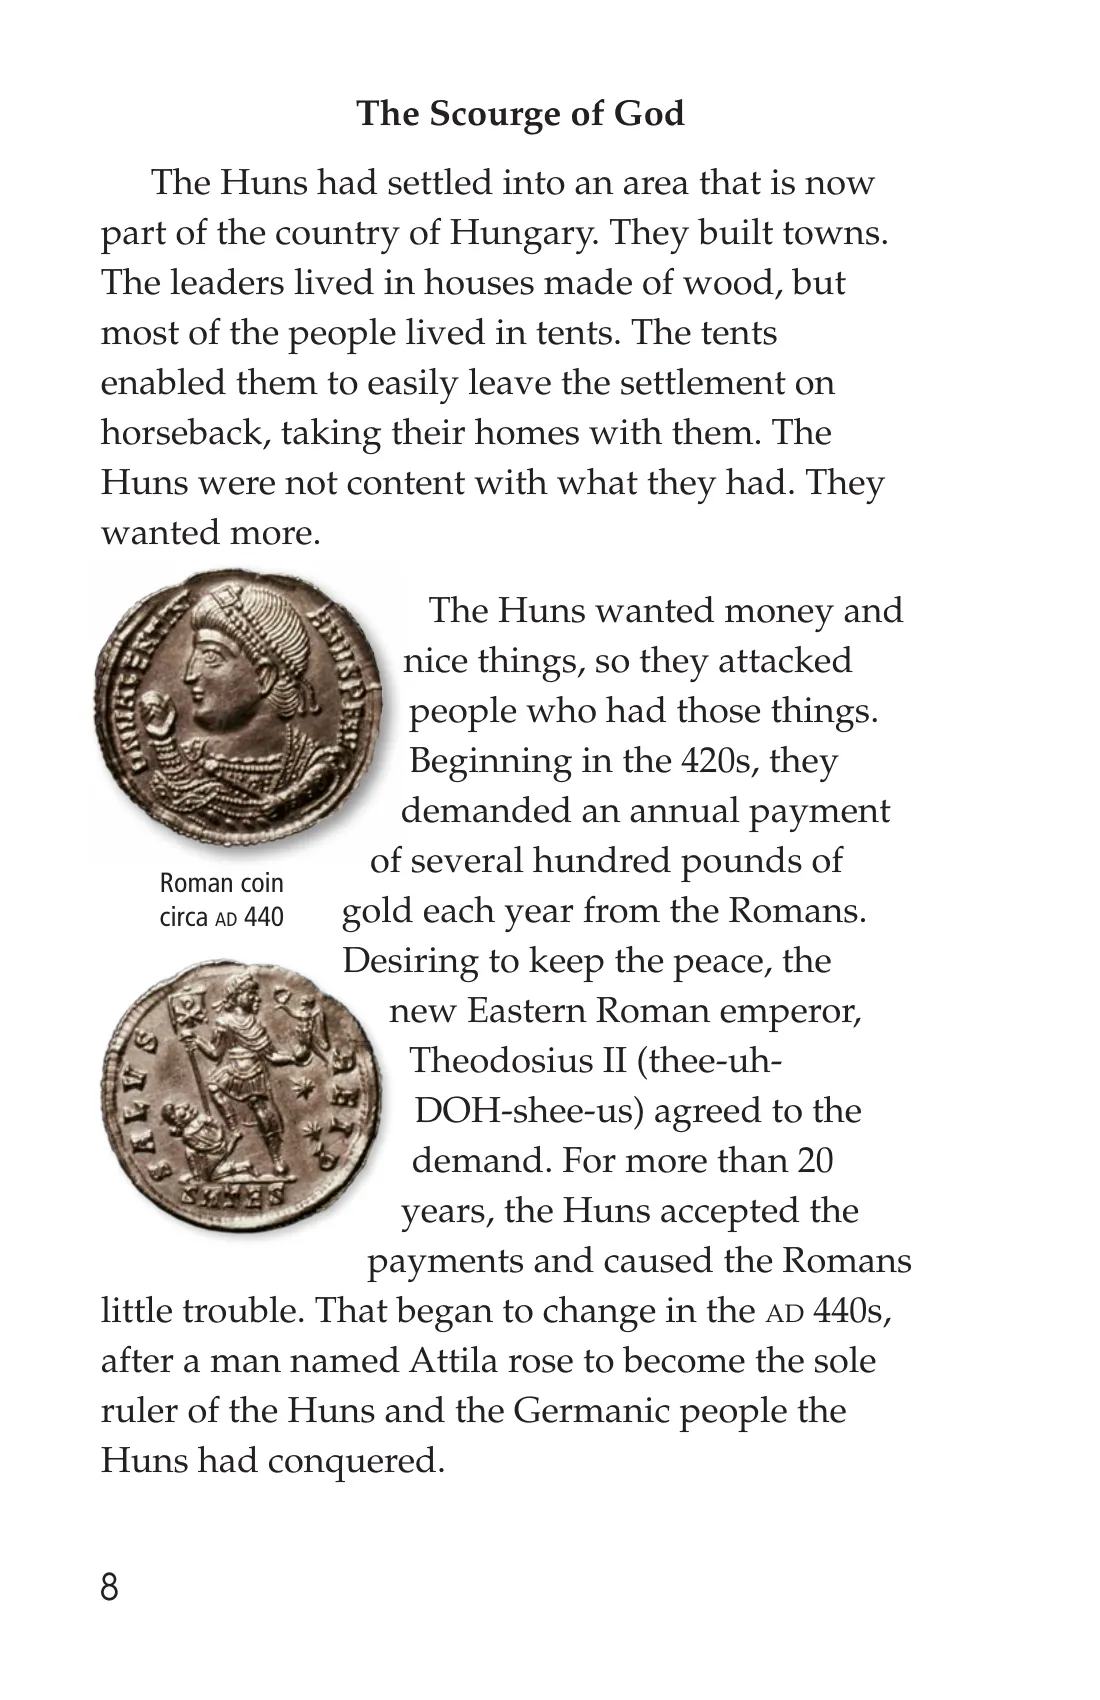 The Scourge of God
The Huns had settled into an area that is now
part of the country of Hungary. They built towns.
The leaders lived in houses made of wood, but
most of the people lived in tents. The tents
enabled them to easily leave the settlement on
horseback, taking their homes with them. The
Huns were not content with what they had. They
wanted more.
The Huns wanted money and
nice things, so they attacked
people who had those things.
Beginning in the 420s, they
demanded an annual payment
of several hundred pounds of
gold each year from the Romans.
Desiring to keep the peace, the
new Eastern Roman emperor,
Theodosius II (thee-uh-
DOH-shee-us) agreed to the
demand. For more than 20
years, the Huns accepted the
payments and caused the Romans
little trouble. That began to change in the AD 440s,
after a man named Attila rose to become the sole
ruler of the Huns and the Germanic people the
Huns had conquered.
Roman coin
circa AD 440
SALVS
REIP
SMTES
8